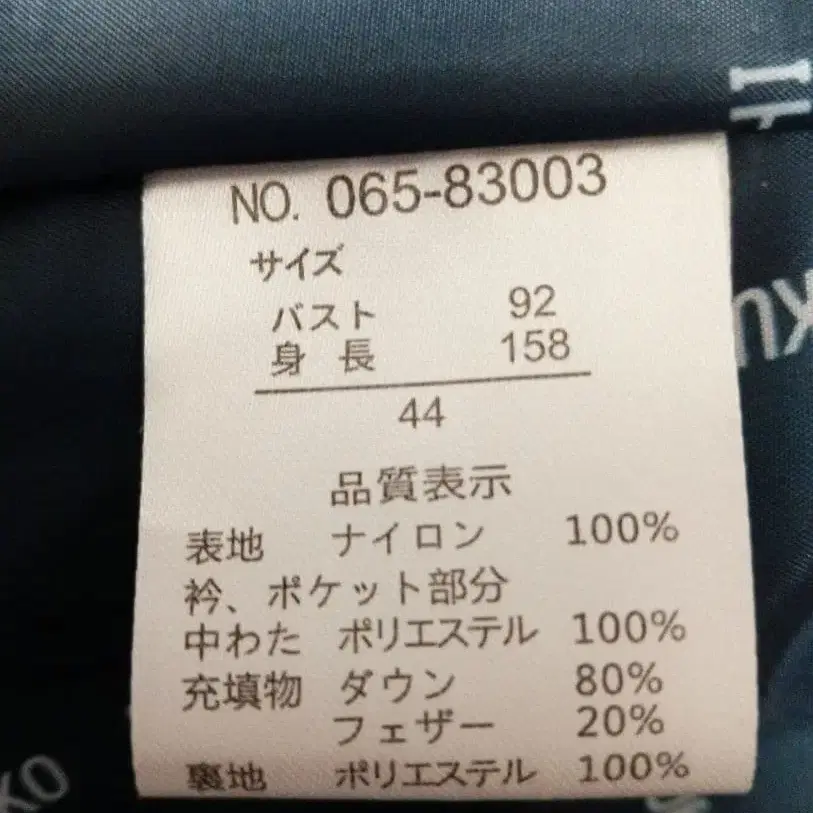 NO. 065-83003
サイズ
バスト 92
身 長 158
44
品質表示
表地 ナイロン 100%
衿、ポケット部分
中わた ポリエステル 100%
充填物 ダウン 80%
フェザー 20%
裏地 ポリエステル 100%
KU
KO